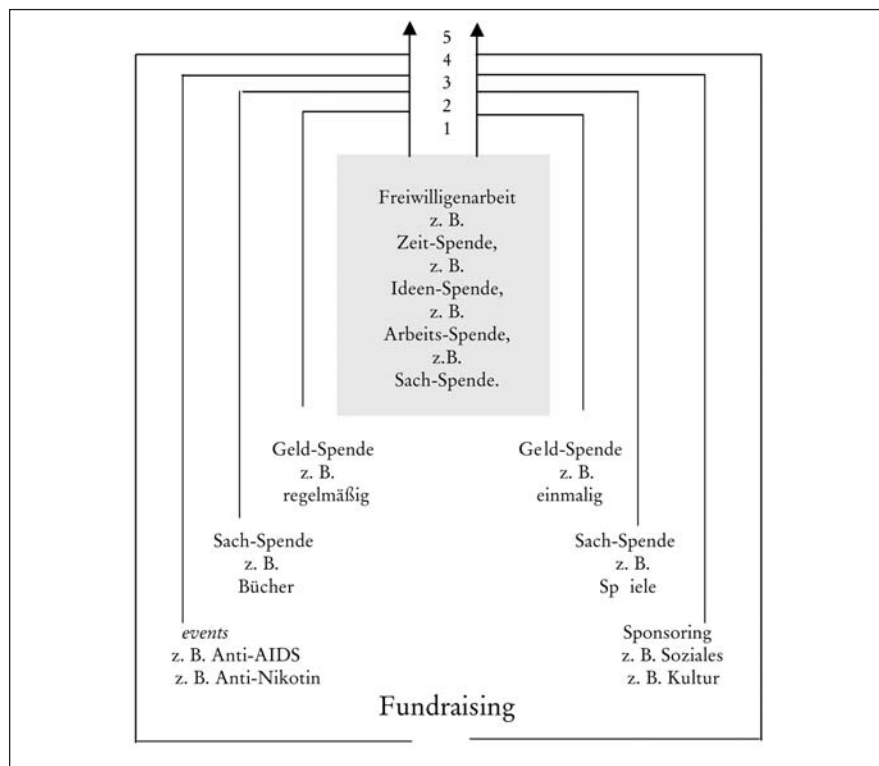 5
4
3
2
1
Freiwilligenarbeit
z. B.
Zeit-Spende,
z. B.
Ideen-Spende,
z. B.
Arbeits-Spende,
z.B.
Sach-Spende.
Geld-Spende
z. B.
regelmäßig
Geld-Spende
z. B.
einmalig
Sach-Spende
z. B.
Bücher
Sach-Spende
z. B.
Sp iele
events
z. B. Anti-AIDS
z. B. Anti-Nikotin
Sponsoring
z. B. Soziales
z. B. Kultur
Fundraising